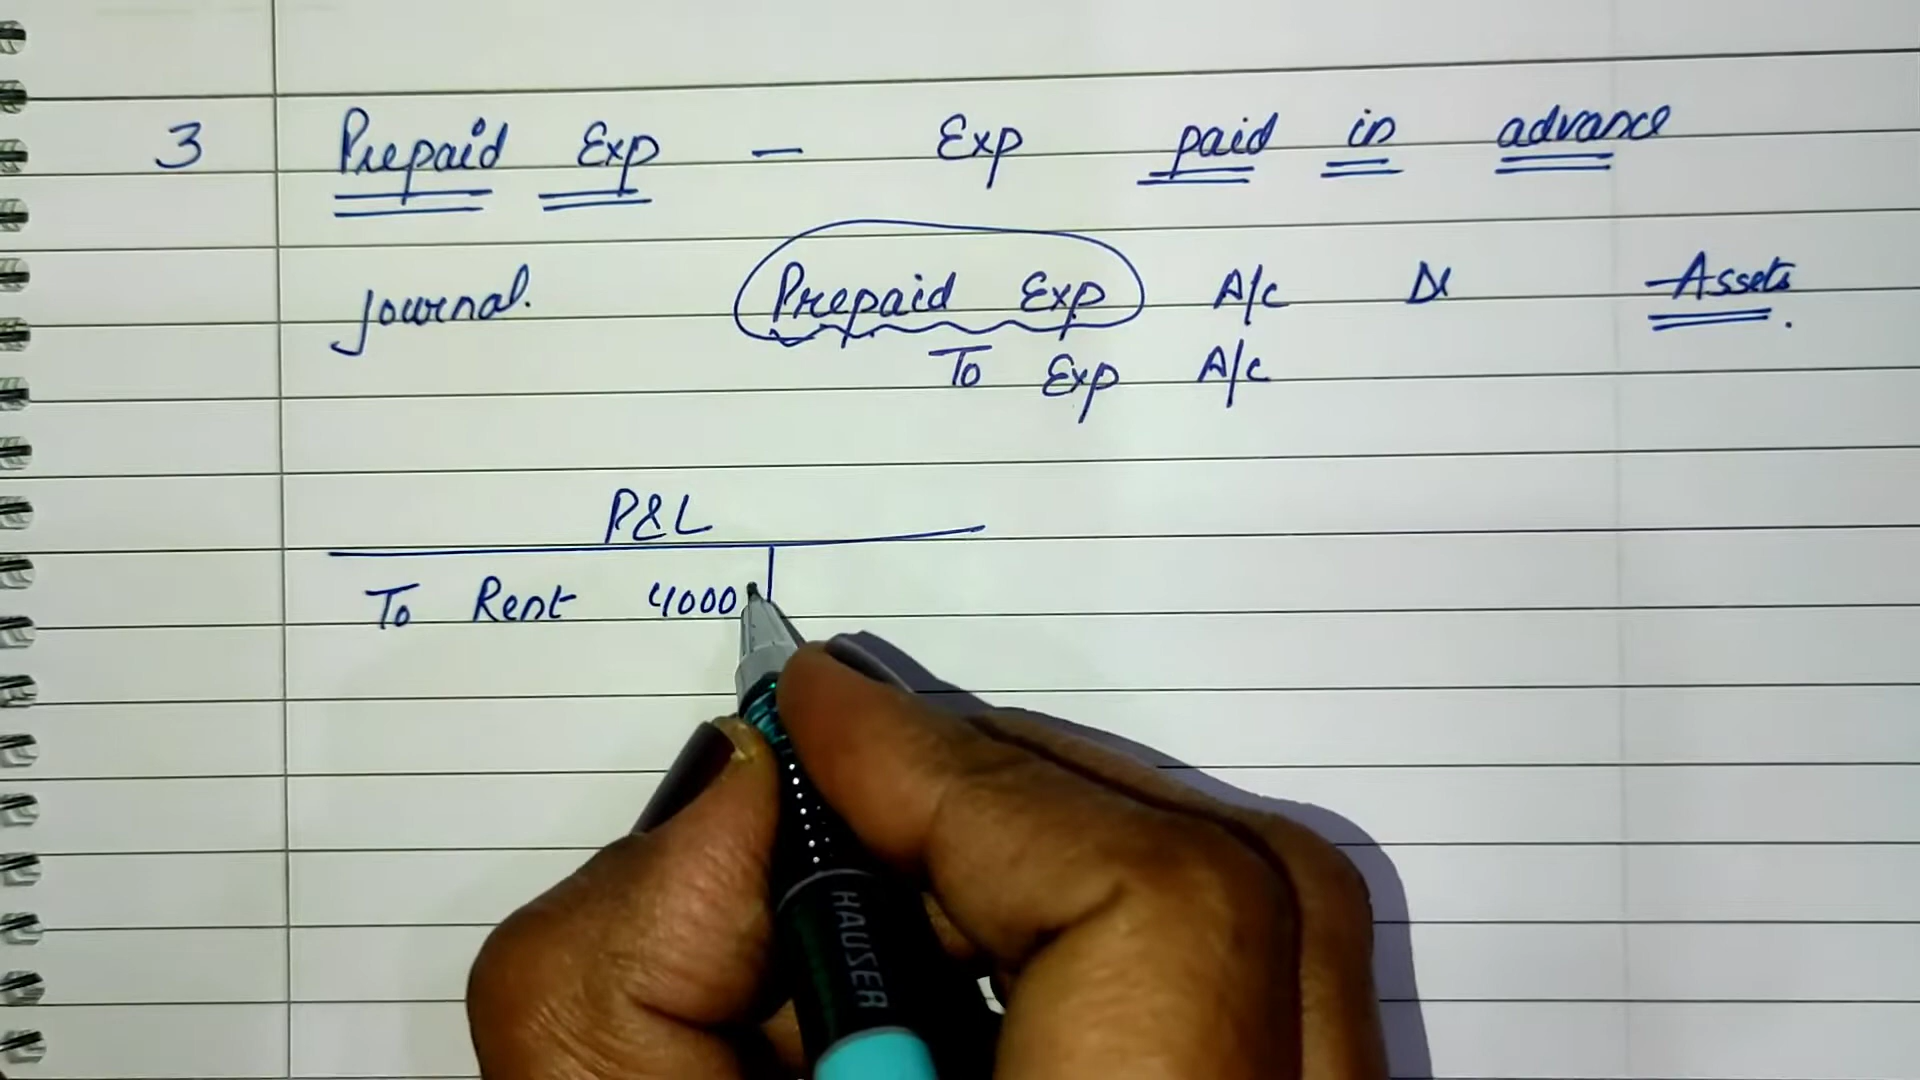 3 Prepaid Exp - Exp paid in advance
Journal. Prepaid Exp A/c Dr - Assets.
To Exp A/c
P&L
To Rent 4000
HAUSER